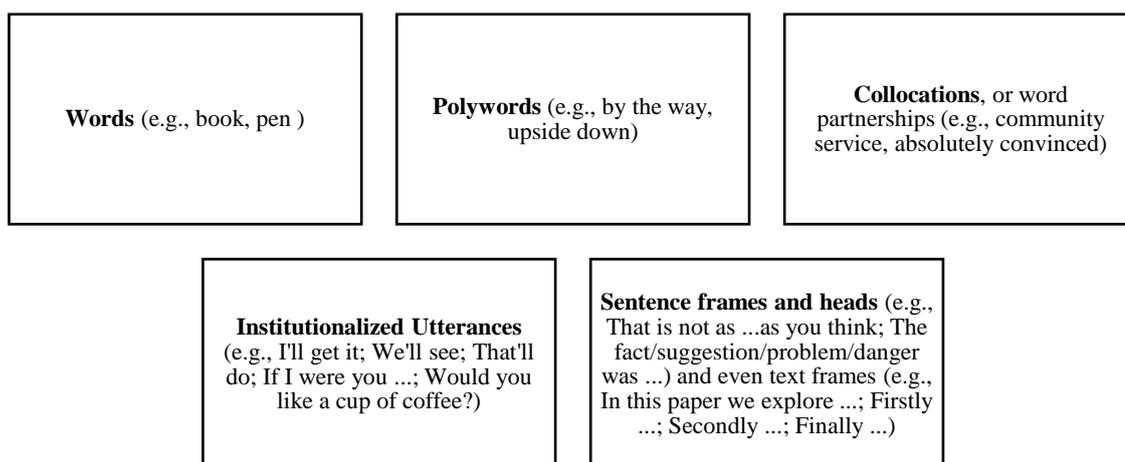 Words (e.g., book, pen )
Polywords (e.g., by the way,
upside down)
Collocations, or word
partnerships (e.g., community
service, absolutely convinced)
Institutionalized Utterances
(e.g., I'll get it; We'll see; That'll
do; If I were you ...; Would you
like a cup of coffee?)
Sentence frames and heads (e.g.,
That is not as ...as you think; The
fact/suggestion/problem/danger
was ...) and even text frames (e.g.,
In this paper we explore ...; Firstly
...; Secondly ...; Finally ...)